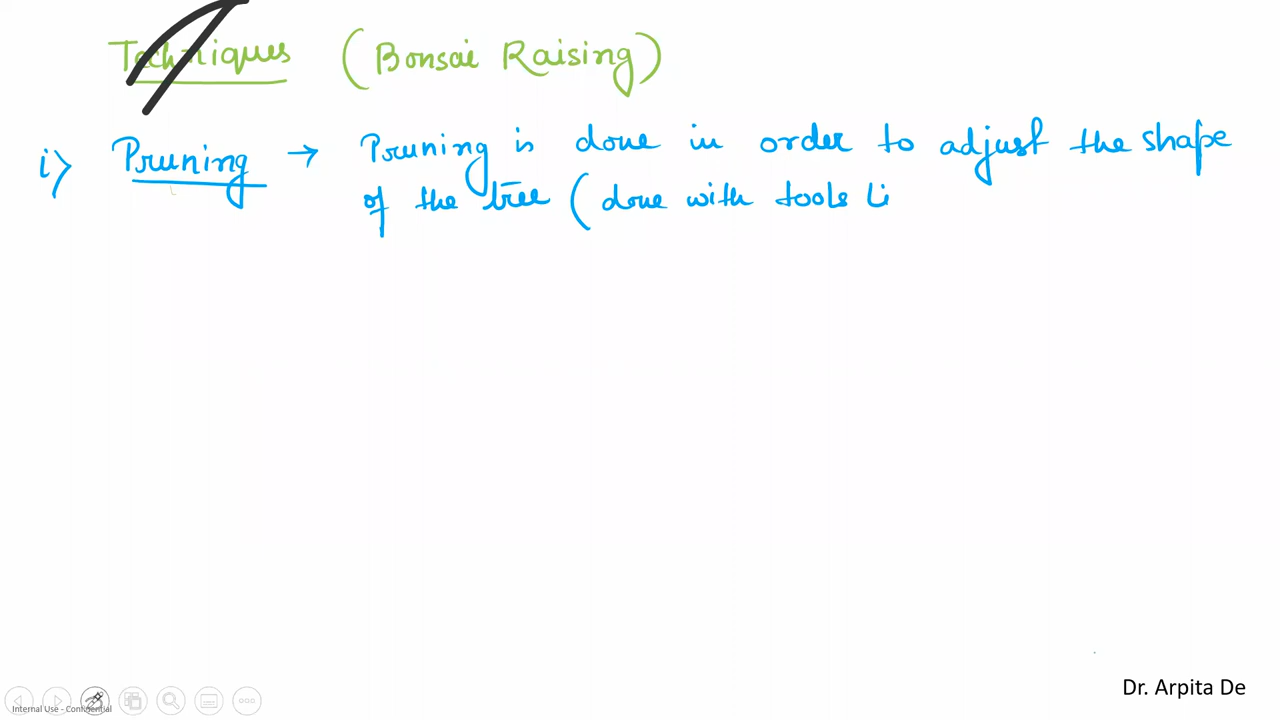 Techniques (Bonsai Raising)
i) Pruning → Pruning is done in order to adjust the shape
of the tree (done with tools Li
Dr. Arpita De
Internal Use - Confidential